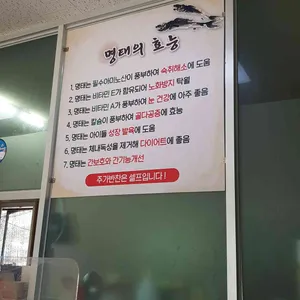 명태의 효능
1. 명태는 필수아미노산이 풍부하여 숙취해소에 도움
2. 명태는 비타민 E가 함유되어 노화방지 탁월
3. 명태는 비타민 A가 풍부하여 눈 건강에 아주 좋음
4. 명태는 칼슘이 풍부하여 골다공증에 효능
5. 명태는 아이들 성장 발육에 도움
6. 명태는 체내독성을 제거해 다이어트에 좋음
7. 명태는 간보호와 간기능개선
추가반찬은 셀프입니다!